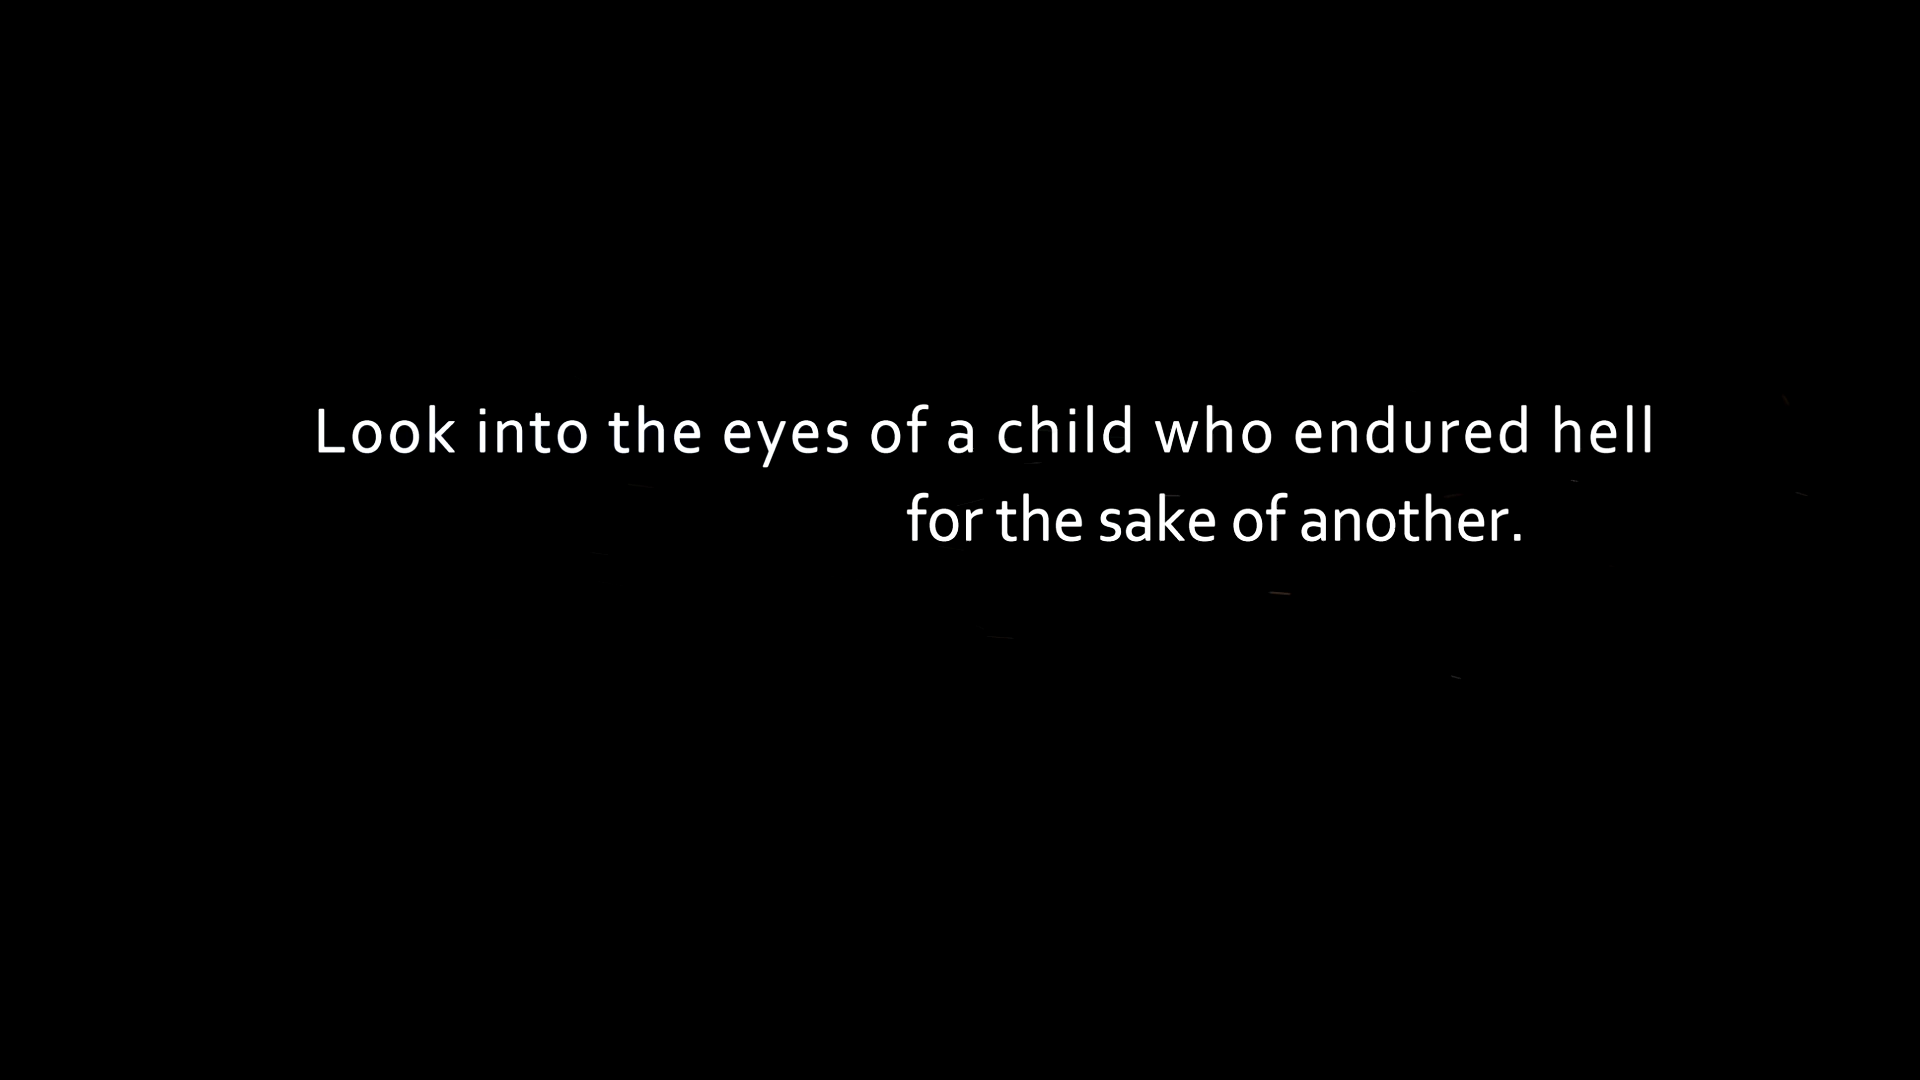 Look into the eyes of a child who endured hell
for the sake of another.